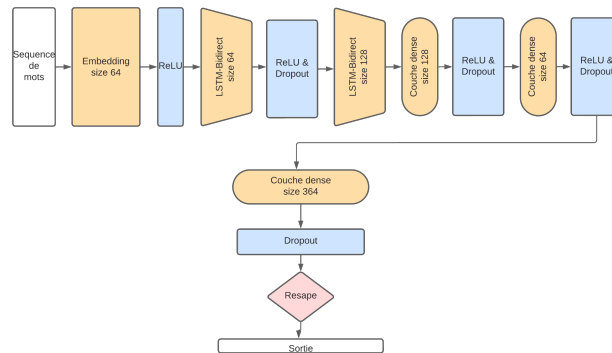 Sequence
de
mots
Embedding
size 64
ReLU
LSTM-Bidirect
size 64
ReLU &
Dropout
LSTM-Bidirect
size 128
Couche dense
size 128
ReLU &
Dropout
Couche dense
size 64
ReLU &
Dropout
Couche dense
size 364
Dropout
Resape
Sortie